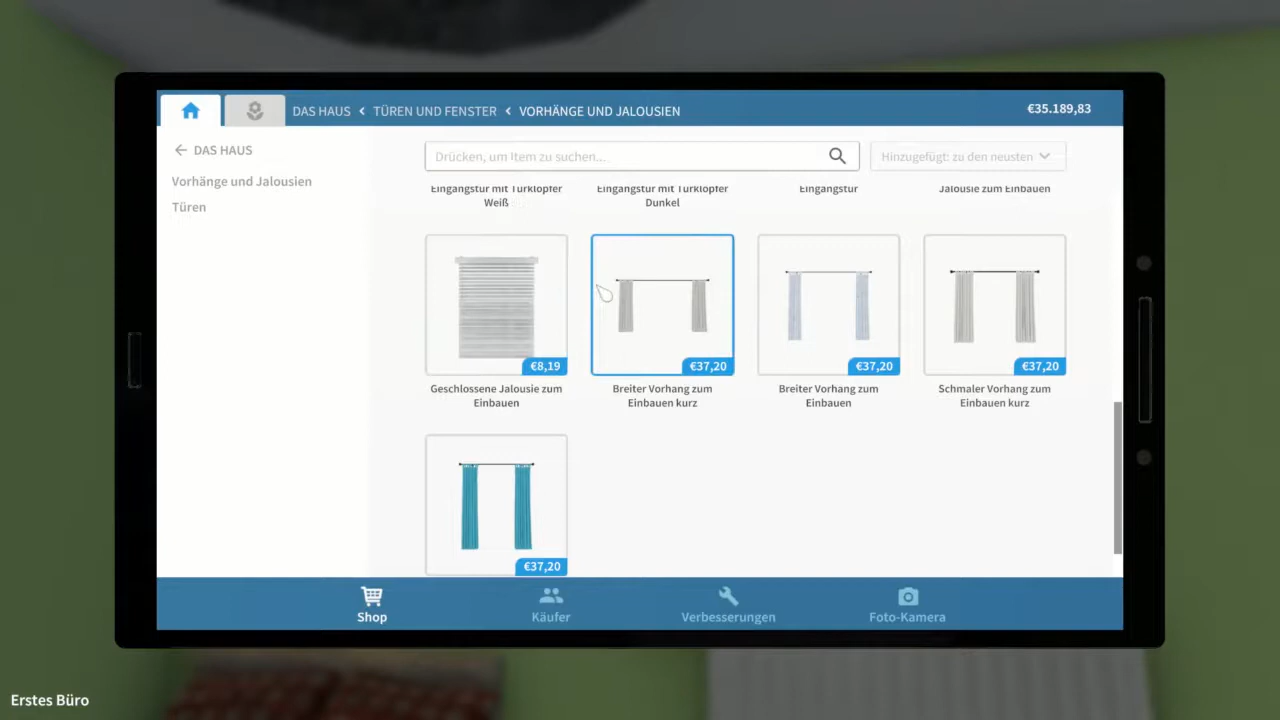 DAS HAUS < TÜREN UND FENSTER < VORHÄNGE UND JALOUSIEN
€35.189,83
← DAS HAUS
Vorhänge und Jalousien
Türen
Drücken, um Item zu suchen...
Hinzugefügt: zu den neusten
Eingangstür mit Türklopfer
Weiß
Eingangstür mit Türklopfer
Dunkel
Eingangstür
Jalousie zum Einbauen
€8,19
Geschlossene Jalousie zum
Einbauen
€37,20
Breiter Vorhang zum
Einbauen kurz
€37,20
Breiter Vorhang zum
Einbauen
€37,20
Schmaler Vorhang zum
Einbauen kurz
€37,20
Shop
Käufer
Verbesserungen
Foto-Kamera
Erstes Büro